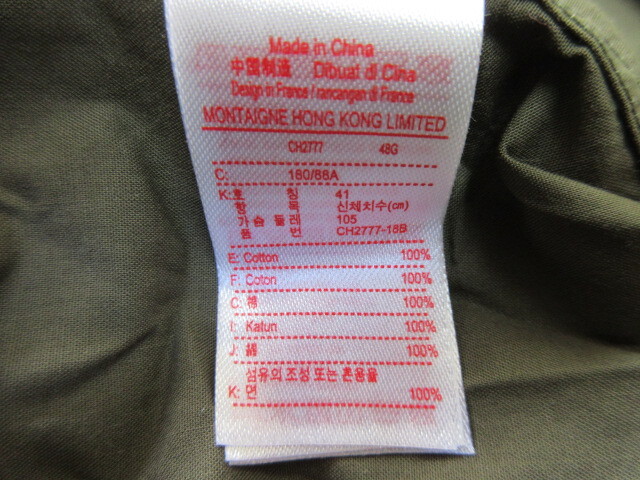 Made in China
中国制造 Dibuat di Cina
Design in France / rancangan di France
MONTAIGNE HONG KONG LIMITED
CH2777 48G
C: 180/88A
K: 호 칭 41
항 목 신체치수(㎝)
가슴 둘레 105
품 번 CH2777-18B
E: Cotton 100%
F: Coton 100%
C: 棉 100%
I: Katun 100%
J: 綿 100%
섬유의 조성 또는 혼용율
K: 면 100%